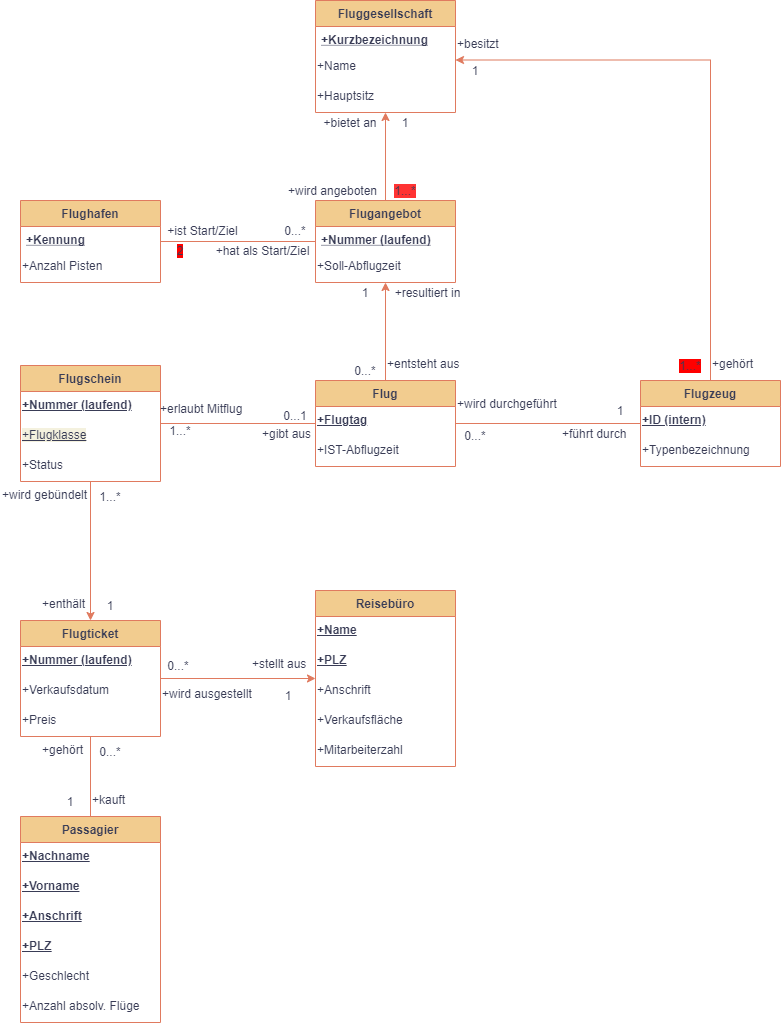 Fluggesellschaft
+Kurzbezeichnung
+Name
+Hauptsitz
+besitzt
1
+bietet an
1
+wird angeboten
1...*
Flughafen
+Kennung
+Anzahl Pisten
+ist Start/Ziel
0...*
+hat als Start/Ziel
Flugangebot
+Nummer (laufend)
+Soll-Abflugzeit
1
+resultiert in
0...*
+entsteht aus
+gehört
Flugschein
+Nummer (laufend)
+Flugklasse
+Status
+erlaubt Mitflug
1...*
0...1
+gibt aus
Flug
+Flugtag
+IST-Abflugzeit
+wird durchgeführt
0...*
1
+führt durch
Flugzeug
+ID (intern)
+Typenbezeichnung
+wird gebündelt
1...*
+enthält
1
Flugticket
+Nummer (laufend)
+Verkaufsdatum
+Preis
0...*
+stellt aus
+wird ausgestellt
1
Reisebüro
+Name
+PLZ
+Anschrift
+Verkaufsfläche
+Mitarbeiterzahl
+gehört
0...*
1
+kauft
Passagier
+Nachname
+Vorname
+Anschrift
+PLZ
+Geschlecht
+Anzahl absolv. Flüge